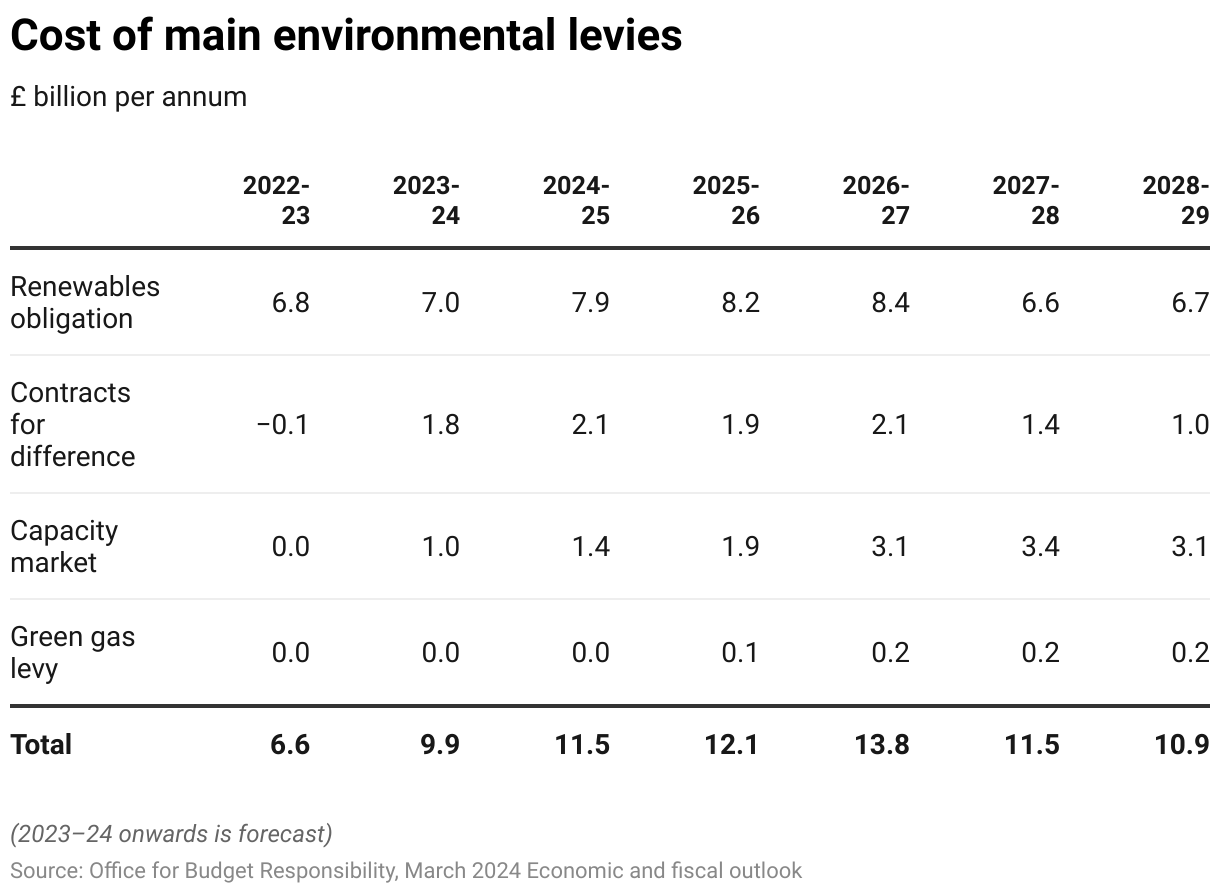 Cost of main environmental levies
£ billion per annum
2022-23 2023-24 2024-25 2025-26 2026-27 2027-28 2028-29
Renewables obligation 6.8 7.0 7.9 8.2 8.4 6.6 6.7
Contracts for difference −0.1 1.8 2.1 1.9 2.1 1.4 1.0
Capacity market 0.0 1.0 1.4 1.9 3.1 3.4 3.1
Green gas levy 0.0 0.0 0.0 0.1 0.2 0.2 0.2
Total 6.6 9.9 11.5 12.1 13.8 11.5 10.9
(2023–24 onwards is forecast)
Source: Office for Budget Responsibility, March 2024 Economic and fiscal outlook